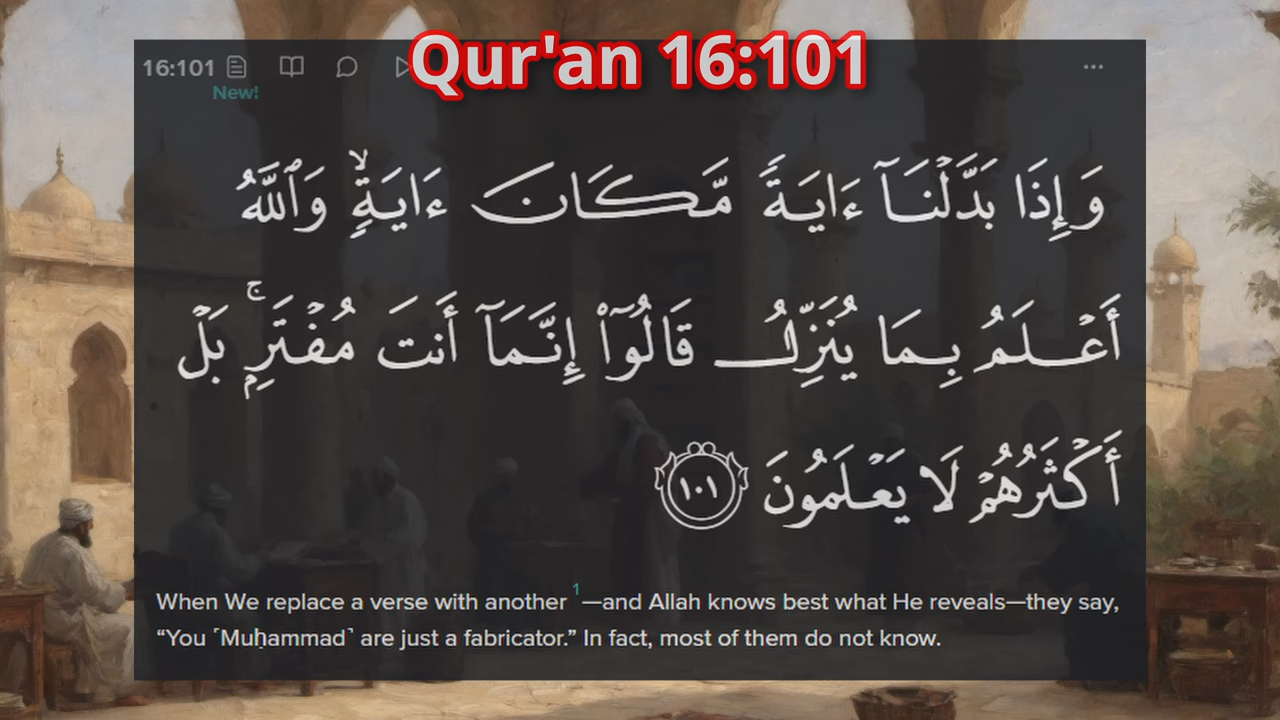 Qur'an 16:101
16:101
New!
وَإِذَا بَدَّلْنَآ ءَايَةًۭ مَّكَانَ ءَايَةٍۢ ۙ وَٱللَّهُ
أَعْلَمُ بِمَا يُنَزِّلُ قَالُوٓا۟ إِنَّمَآ أَنتَ مُفْتَرٍۭ ۚ بَلْ
أَكْثَرُهُمْ لَا يَعْلَمُونَ ١٠١
When We replace a verse with another 1—and Allah knows best what He reveals—they say,
“You ˹Muḥammad˺ are just a fabricator.” In fact, most of them do not know.